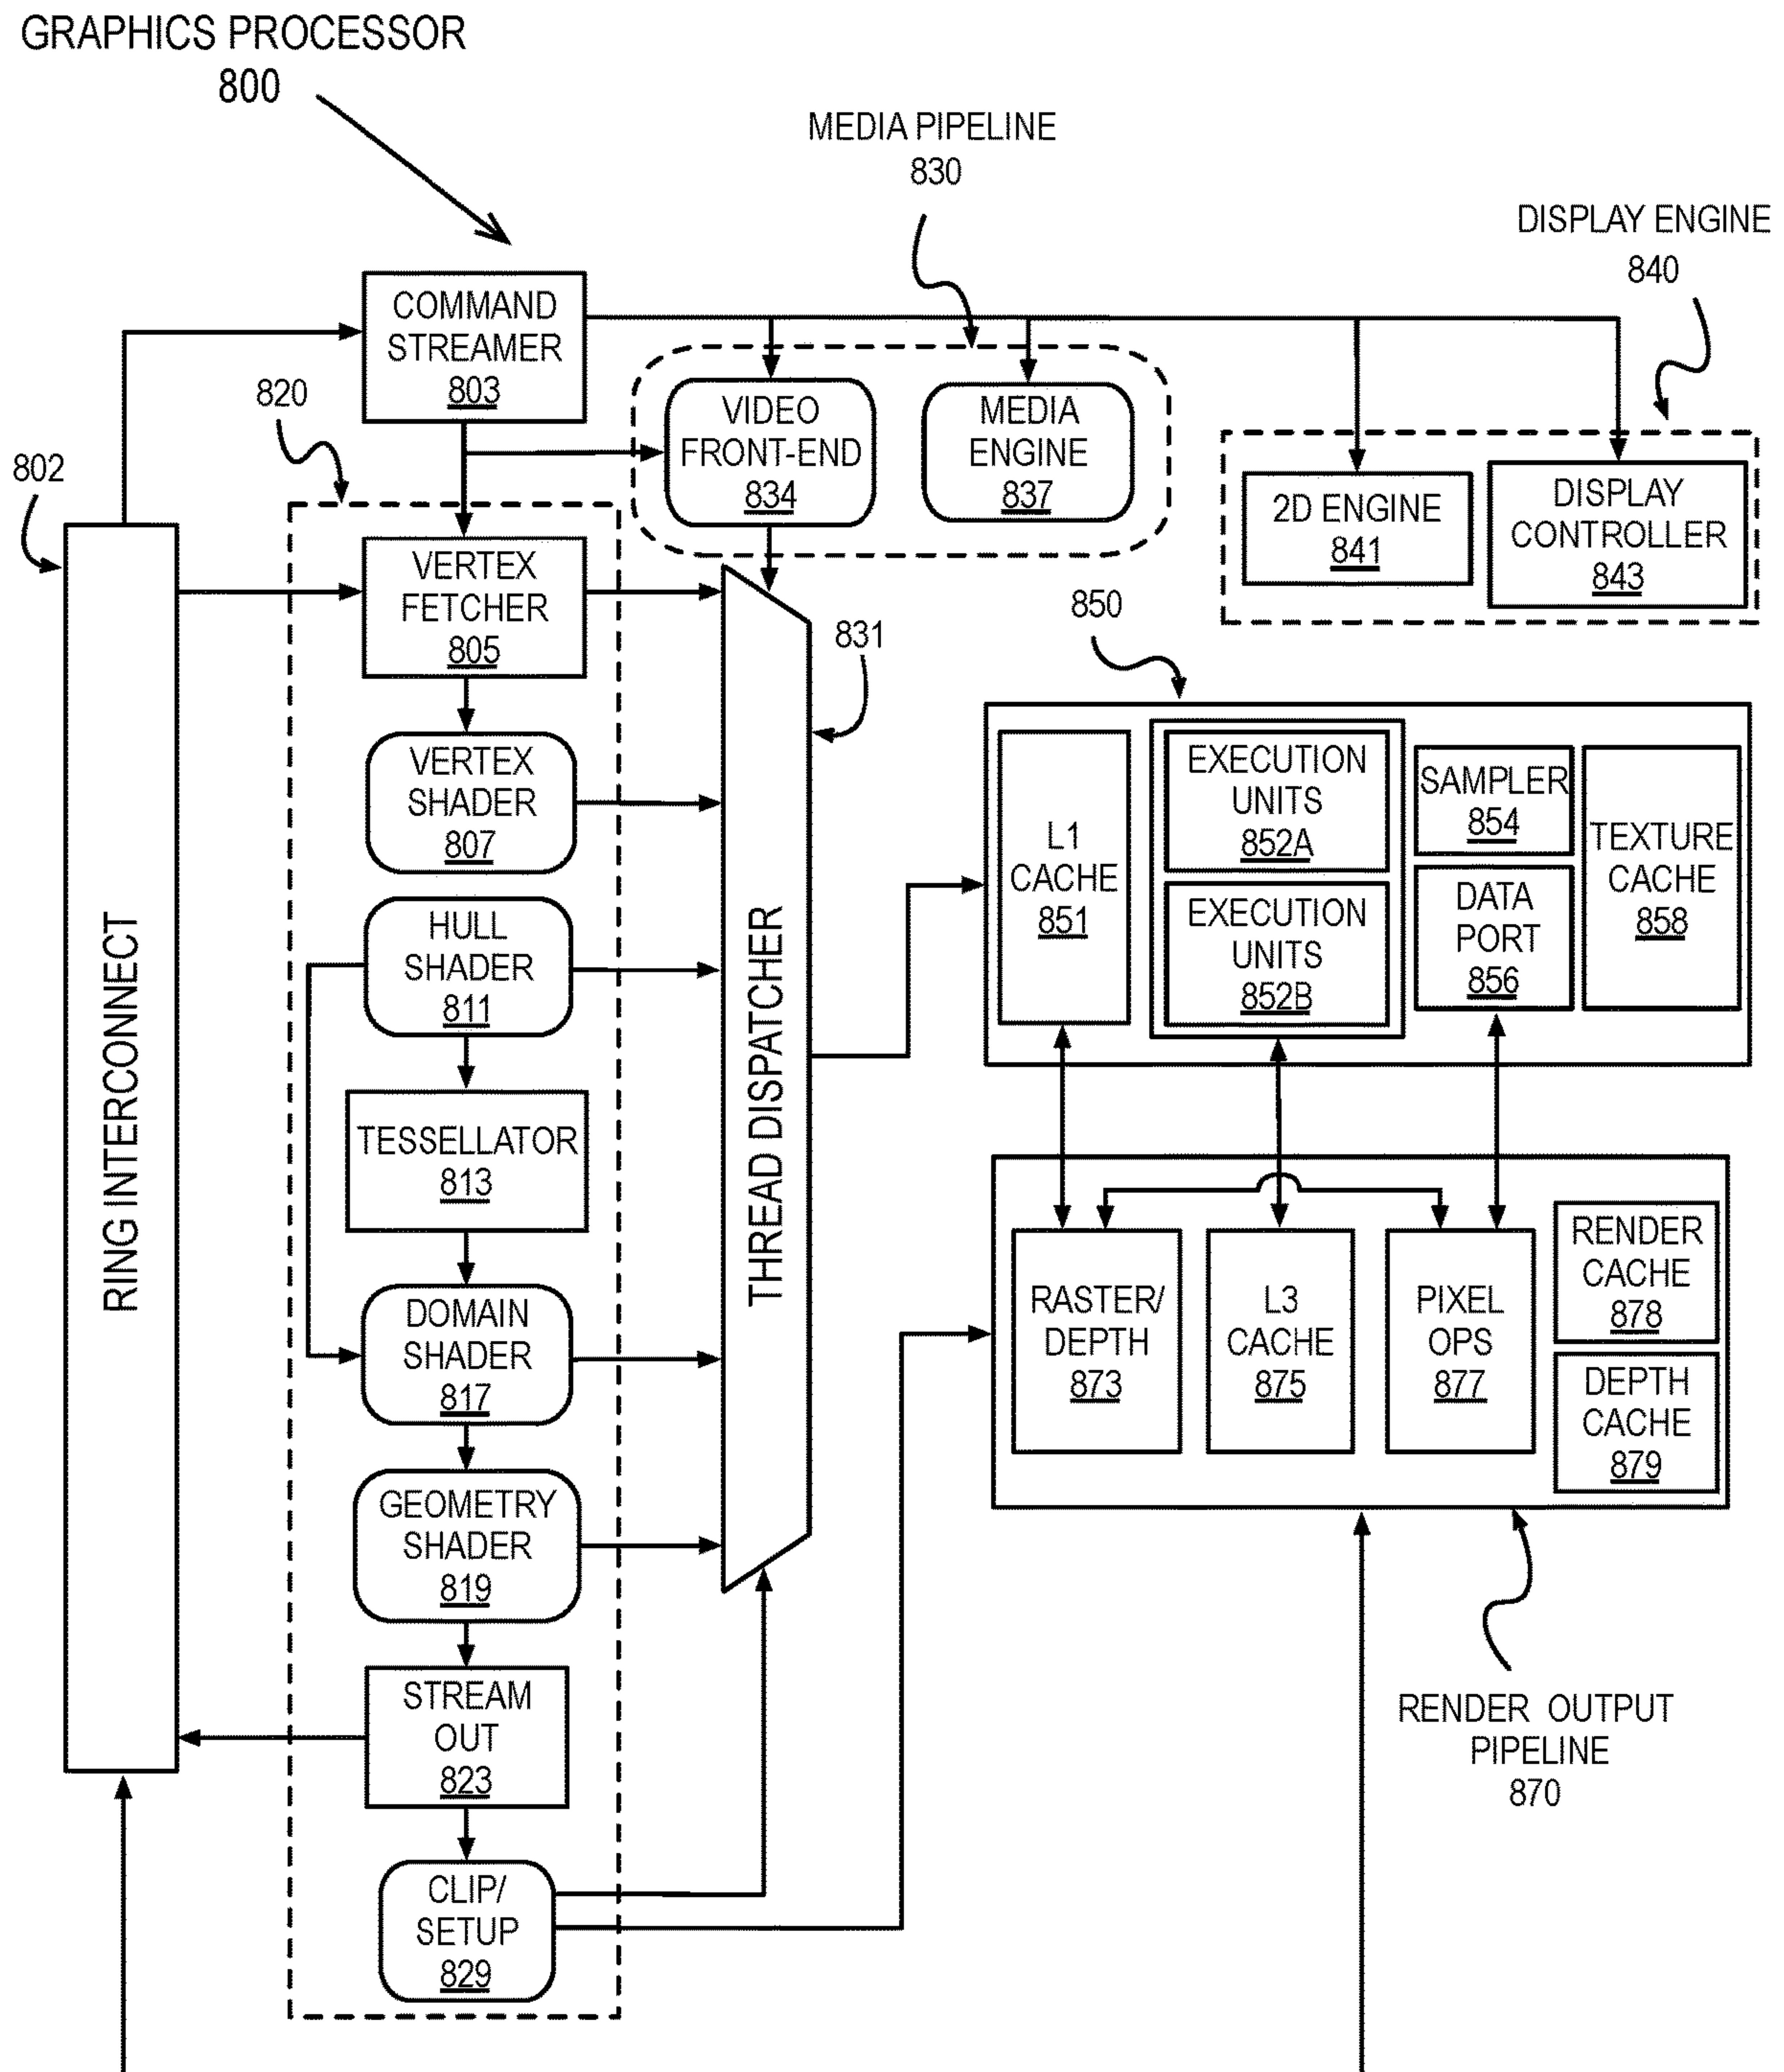 GRAPHICS PROCESSOR
800
MEDIA PIPELINE
830
DISPLAY ENGINE
840
COMMAND
STREAMER
803
820
VIDEO
FRONT-END
834
MEDIA
ENGINE
837
802
2D ENGINE
841
DISPLAY
CONTROLLER
843
VERTEX
FETCHER
805
850
831
VERTEX
SHADER
807
L1
CACHE
851
EXECUTION
UNITS
852A
EXECUTION
UNITS
852B
SAMPLER
854
DATA
PORT
856
TEXTURE
CACHE
858
HULL
SHADER
811
RING INTERCONNECT
THREAD DISPATCHER
TESSELLATOR
813
DOMAIN
SHADER
817
RASTER/
DEPTH
873
L3
CACHE
875
PIXEL
OPS
877
RENDER
CACHE
878
DEPTH
CACHE
879
GEOMETRY
SHADER
819
STREAM
OUT
823
RENDER OUTPUT
PIPELINE
870
CLIP/
SETUP
829